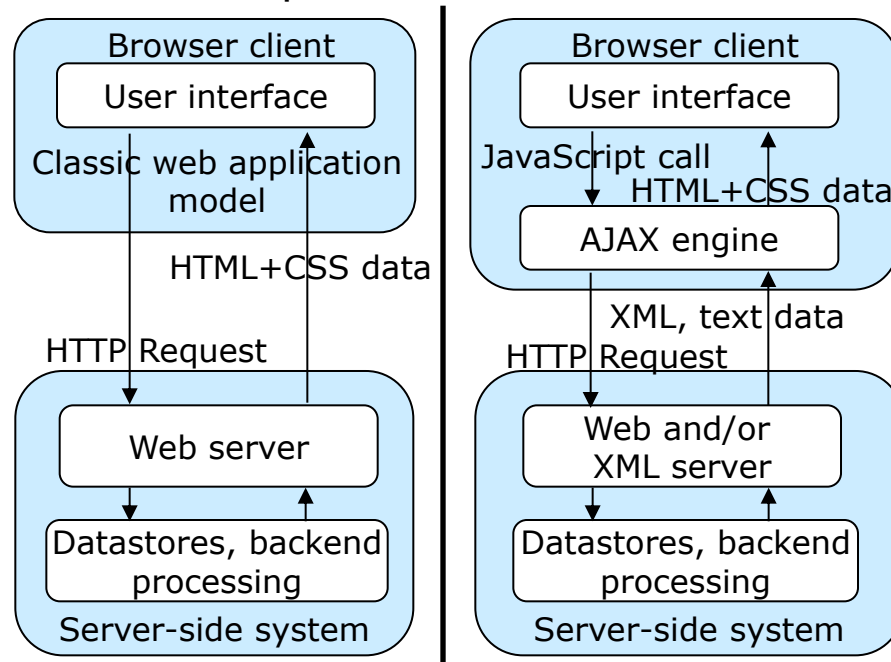 Browser client
User interface
Classic web application
model
HTML+CSS data
HTTP Request
Web server
Datastores, backend
processing
Server-side system
Browser client
User interface
JavaScript call
HTML+CSS data
AJAX engine
XML, text data
HTTP Request
Web and/or
XML server
Datastores, backend
processing
Server-side system